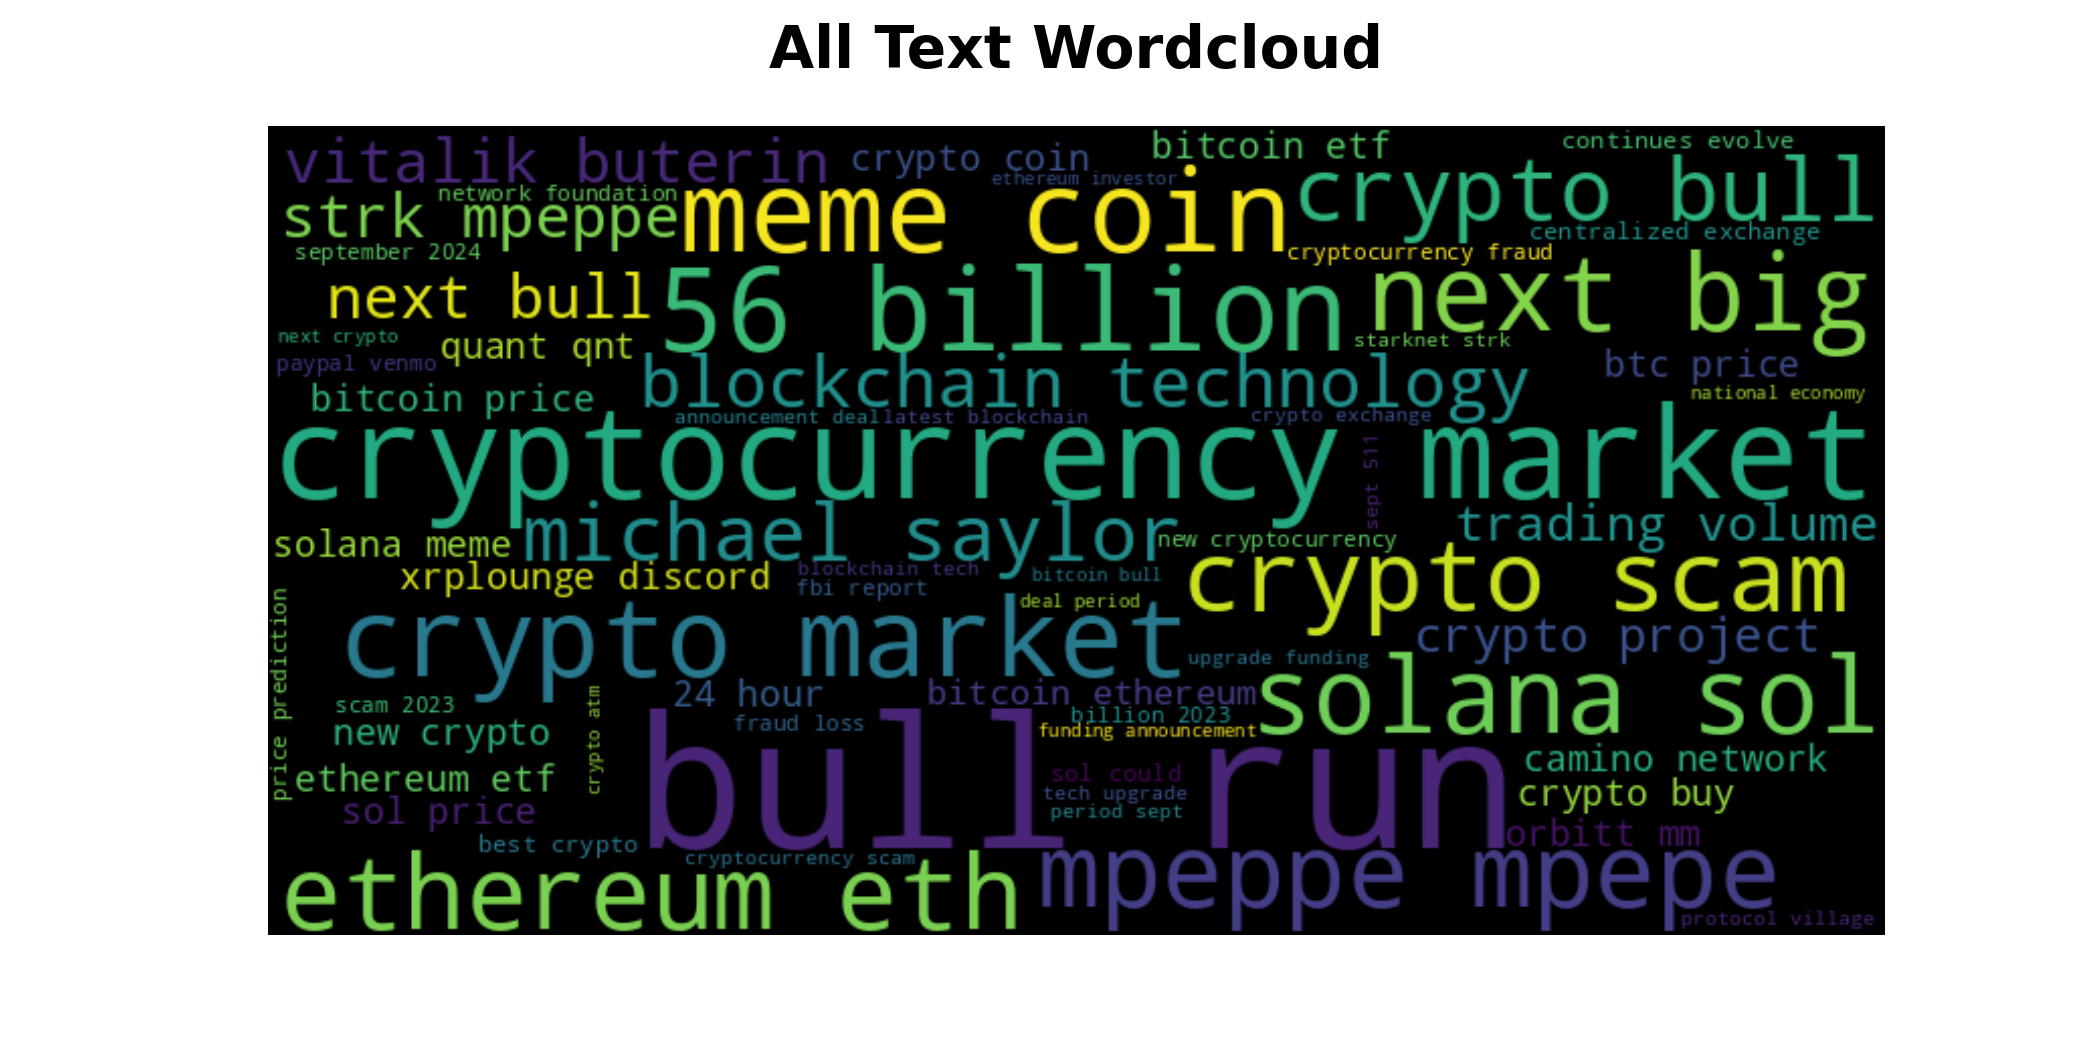 All Text Wordcloud
vitalik buterin
crypto coin
bitcoin etf
continues evolve
ethereum investor
network foundation
strk mpeppe
meme coin
crypto bull
centralized exchange
september 2024
cryptocurrency fraud
next bull
56 billion
next big
next crypto
quant qnt
starknet strk
paypal venmo
blockchain technology
btc price
bitcoin price
national economy
announcement deal
latest blockchain
crypto exchange
cryptocurrency market
sept 511
solana meme
michael saylor
new cryptocurrency
trading volume
xrplounge discord
blockchain tech
bitcoin bull
fbi report
crypto scam
deal period
price prediction
crypto market
crypto project
upgrade funding
scam 2023
crypto atm
24 hour
bitcoin ethereum
solana sol
new crypto
fraud loss
billion 2023
funding announcement
ethereum etf
bull run
sol could
camino network
tech upgrade
crypto buy
sol price
period sept
orbitt mm
best crypto
cryptocurrency scam
ethereum eth
mpeppe mpepe
protocol village